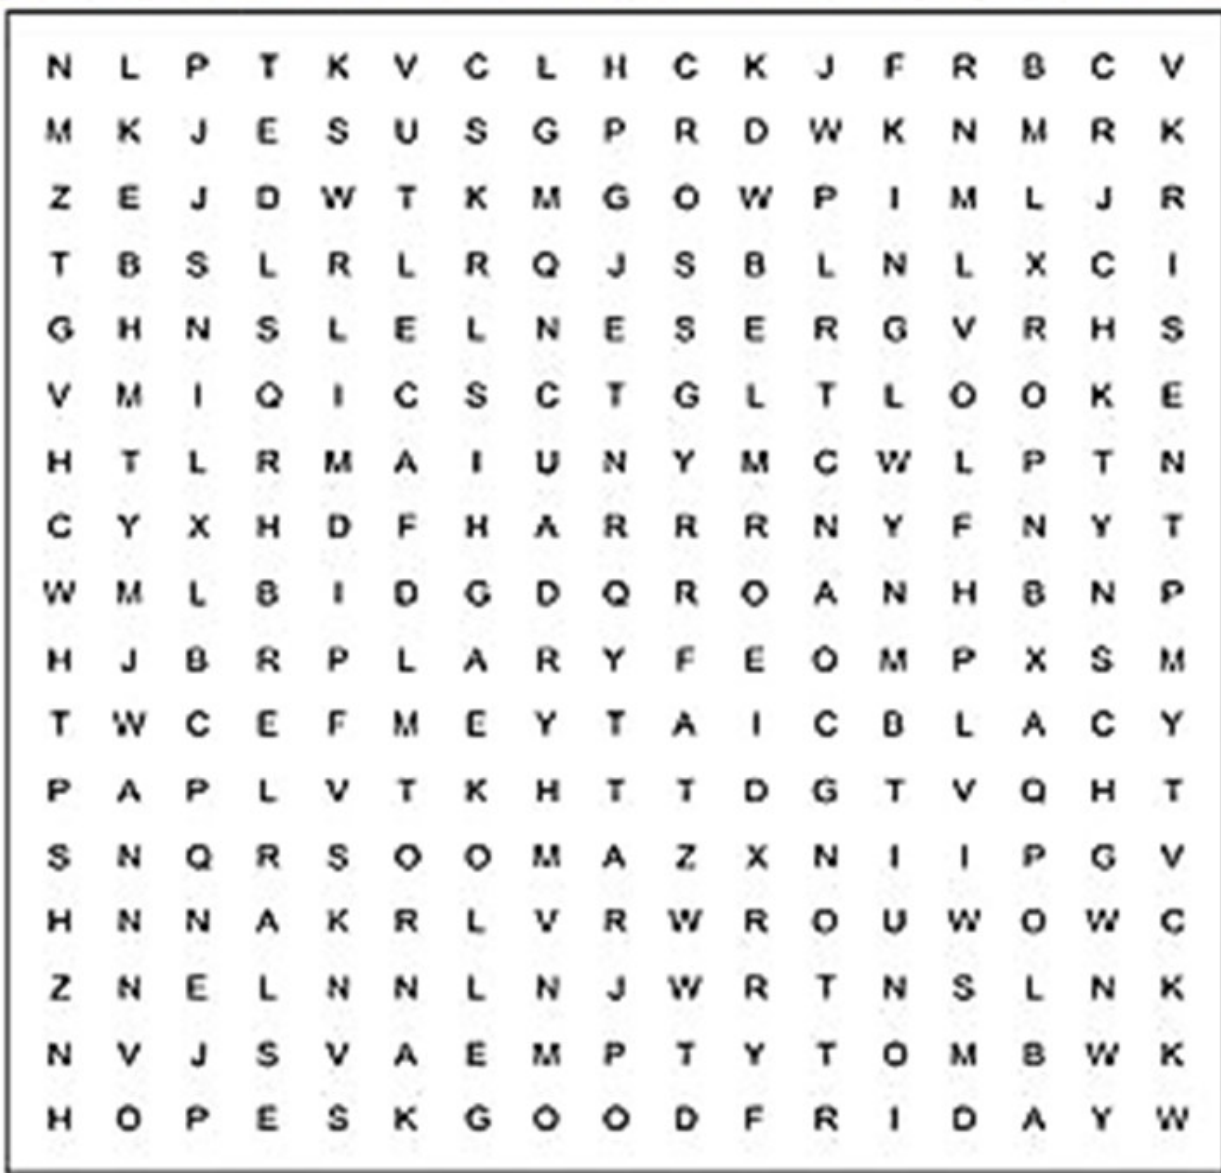 N L P T K V C L H C K J F R B C V
M K J E S U S G P R D W K N M R K
Z E J D W T K M G O W P I M L J R
T B S L R L R Q J S B L N L X C I
G H N S L E L N E S E R G V R H S
V M I Q I C S C T G L T L O O K E
H T L R M A I U N Y M C W L P T N
C Y X H D F H A R R R N Y F N Y T
W M L B I D G D Q R O A N H B N P
H J B R P L A R Y F E O M P X S M
T W C E F M E Y T A I C B L A C Y
P A P L V T K H T T D G T V Q H T
S N Q R S O O M A Z X N I I P G V
H N N A K R L V R W R O U W O W C
Z N E L N N L N J W R T N S L N K
N V J S V A E M P T Y T O M B W K
H O P E S K G O O D F R I D A Y W